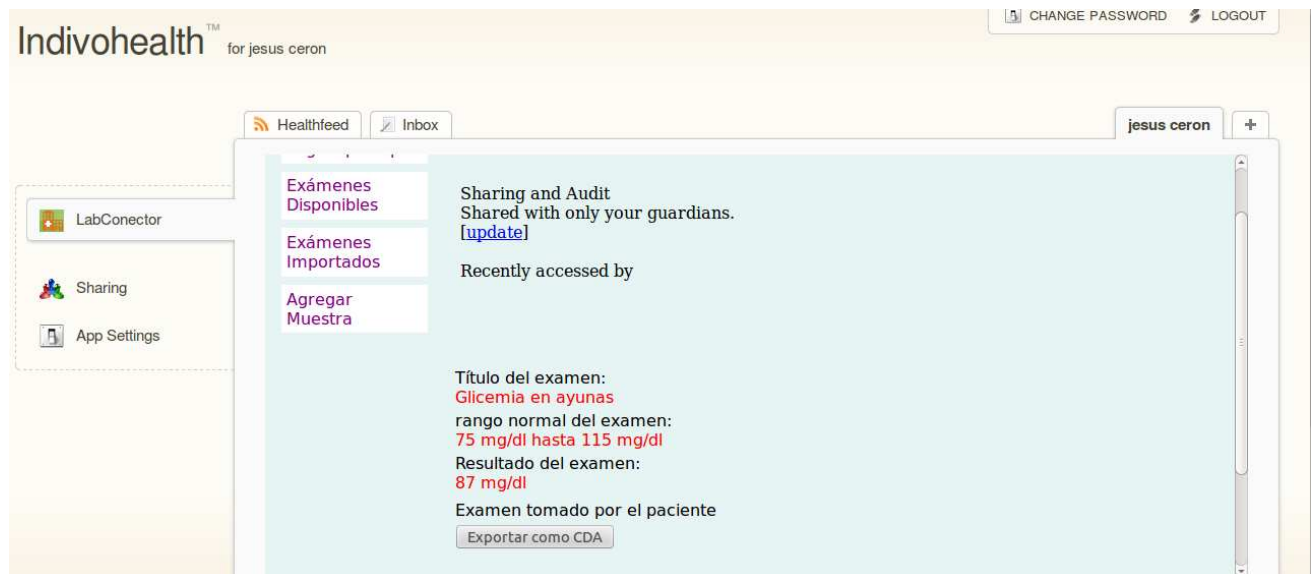 CHANGE PASSWORD LOGOUT
Indivohealth™ for jesus ceron
Healthfeed Inbox jesus ceron +
LabConector
Sharing
App Settings
Exámenes
Disponibles
Exámenes
Importados
Agregar
Muestra
Sharing and Audit
Shared with only your guardians.
[update]
Recently accessed by
Título del examen:
Glicemia en ayunas
rango normal del examen:
75 mg/dl hasta 115 mg/dl
Resultado del examen:
87 mg/dl
Examen tomado por el paciente
Exportar como CDA